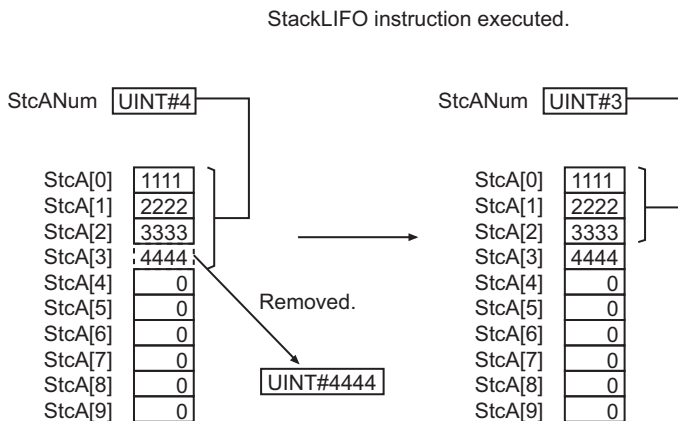 StackLIFO instruction executed.
StcANum UINT#4
StcANum UINT#3
StcA[0] 1111
StcA[1] 2222
StcA[2] 3333
StcA[3] 4444
StcA[4] 0
StcA[5] 0
StcA[6] 0
StcA[7] 0
StcA[8] 0
StcA[9] 0
Removed.
UINT#4444
StcA[0] 1111
StcA[1] 2222
StcA[2] 3333
StcA[3] 4444
StcA[4] 0
StcA[5] 0
StcA[6] 0
StcA[7] 0
StcA[8] 0
StcA[9] 0